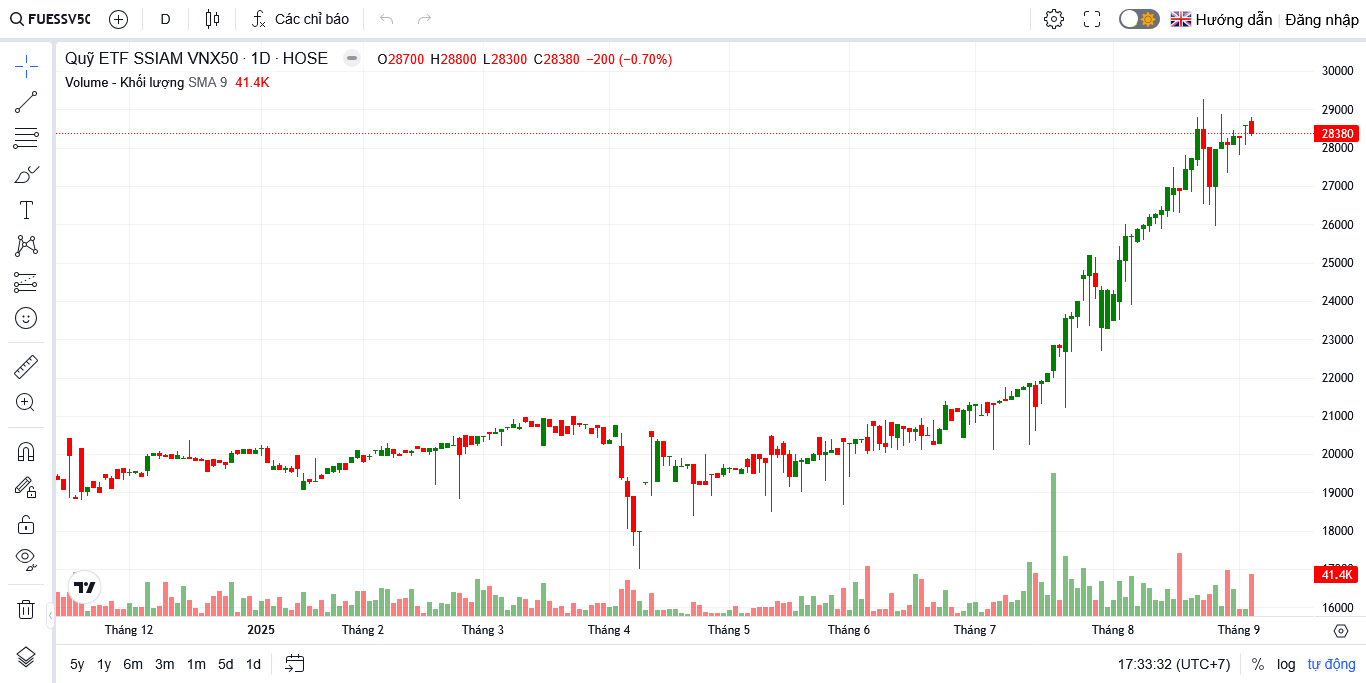 FUESSV50 D Các chỉ báo Hướng dẫn Đăng nhập
Quỹ ETF SSIAM VNX50 · 1D · HOSE O28700 H28800 L28300 C28380 −200 (−0.70%)
Volume - Khối lượng SMA 9 41.4K
30000
29000
28380
28000
27000
26000
25000
24000
23000
22000
21000
20000
19000
18000
41.4K
16000
Tháng 12 2025 Tháng 2 Tháng 3 Tháng 4 Tháng 5 Tháng 6 Tháng 7 Tháng 8 Tháng 9
5y 1y 6m 3m 1m 5d 1d 17:33:32 (UTC+7) % log tự động